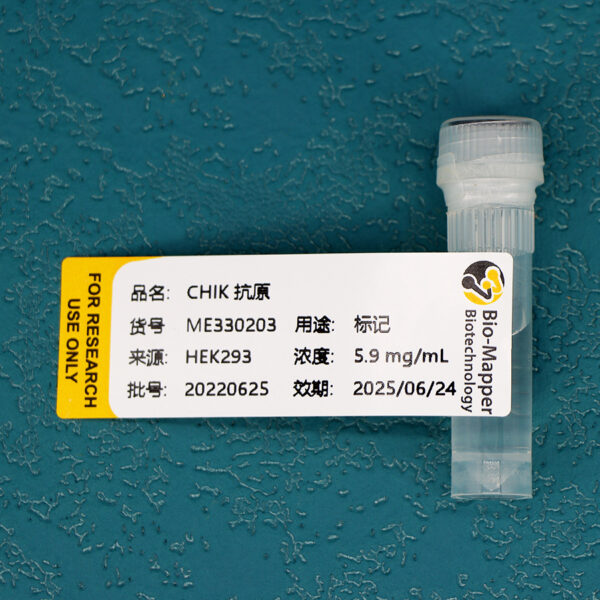 FOR RESEARCH
USE ONLY
品名: CHIK 抗原
货号 ME330203 用途: 标记
来源: HEK293 浓度: 5.9 mg/mL
批号: 20220625 效期: 2025/06/24
Bio-Mapper
Biotechnology